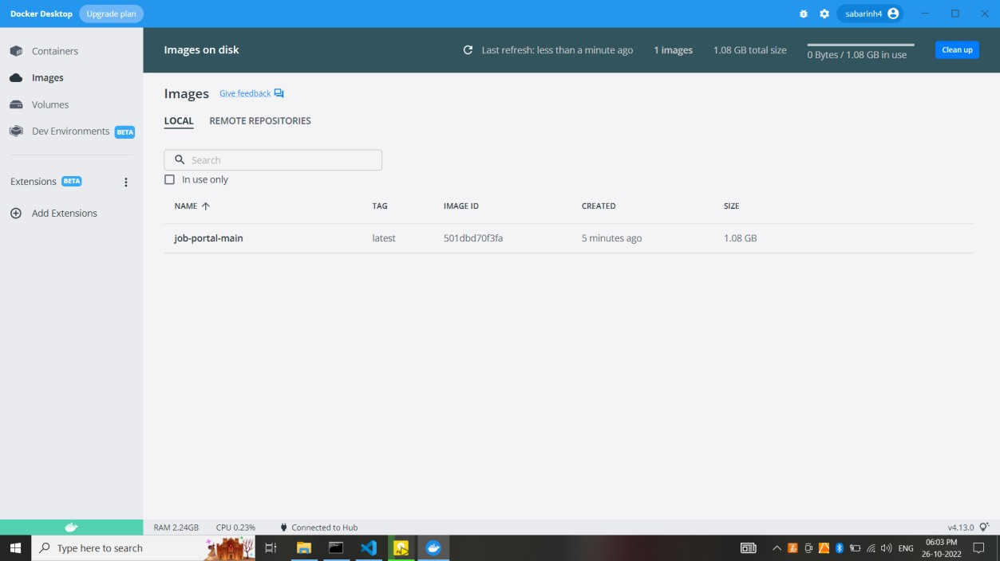 Docker Desktop Upgrade plan sabarinh4
Containers
Images
Volumes
Dev Environments BETA
Extensions BETA
Add Extensions
Images on disk Last refresh: less than a minute ago 1 images 1.08 GB total size 0 Bytes / 1.08 GB in use Clean up
Images Give feedback
LOCAL REMOTE REPOSITORIES
Search
In use only
NAME TAG IMAGE ID CREATED SIZE
job-portal-main latest 501dbd70f3fa 5 minutes ago 1.08 GB
RAM 2.24GB CPU 0.23% Connected to Hub v4.13.0
Type here to search ENG 06:03 PM
26-10-2022